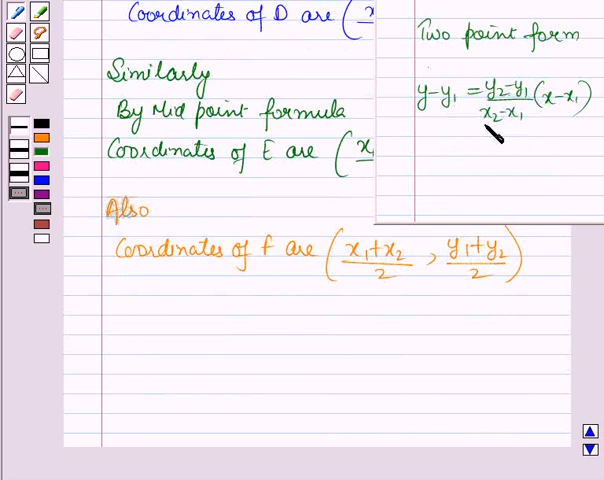 Coordinates of D are (x
Similarly
By Mid point formula
Coordinates of E are (x
Also
Coordinates of f are (x₁+x₂/2 , y₁+y₂/2)
Two point form
y-y₁ = y₂-y₁/x₂-x₁ (x-x₁)